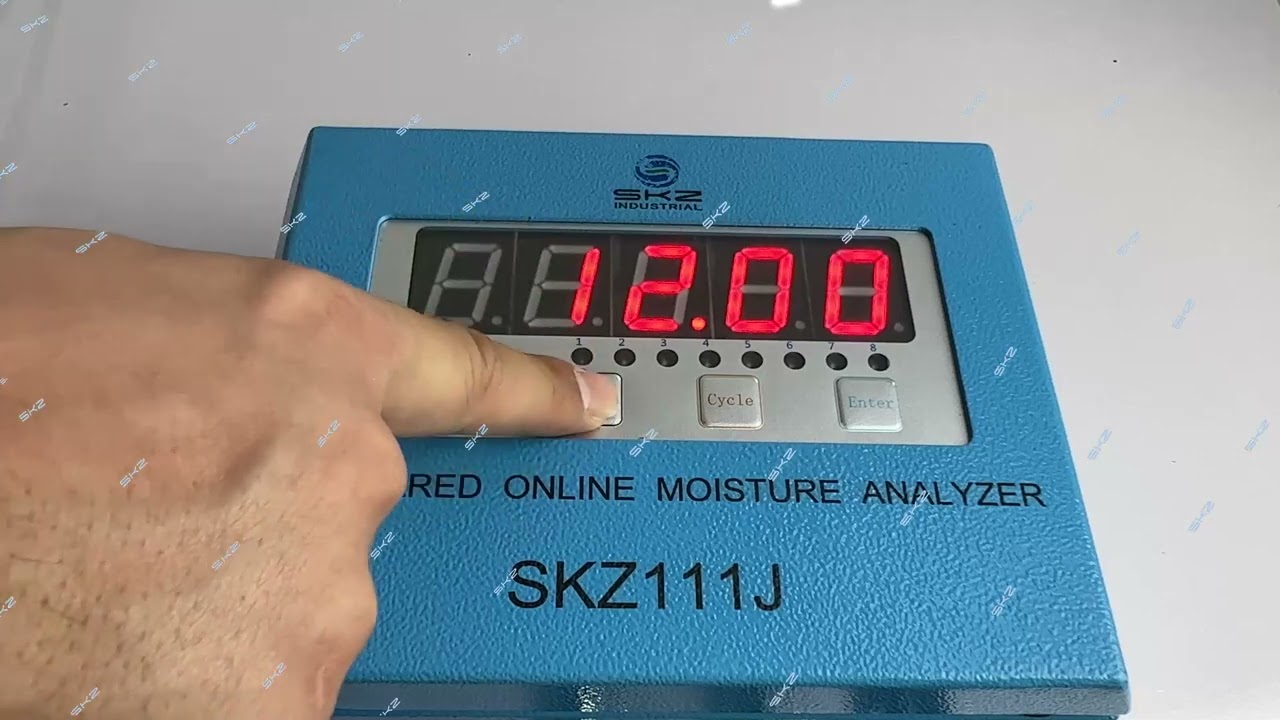 SKZ
INDUSTRIAL
12.00
1 2 3 4 5 6 7 8
Cycle Enter
RED ONLINE MOISTURE ANALYZER
SKZ111J